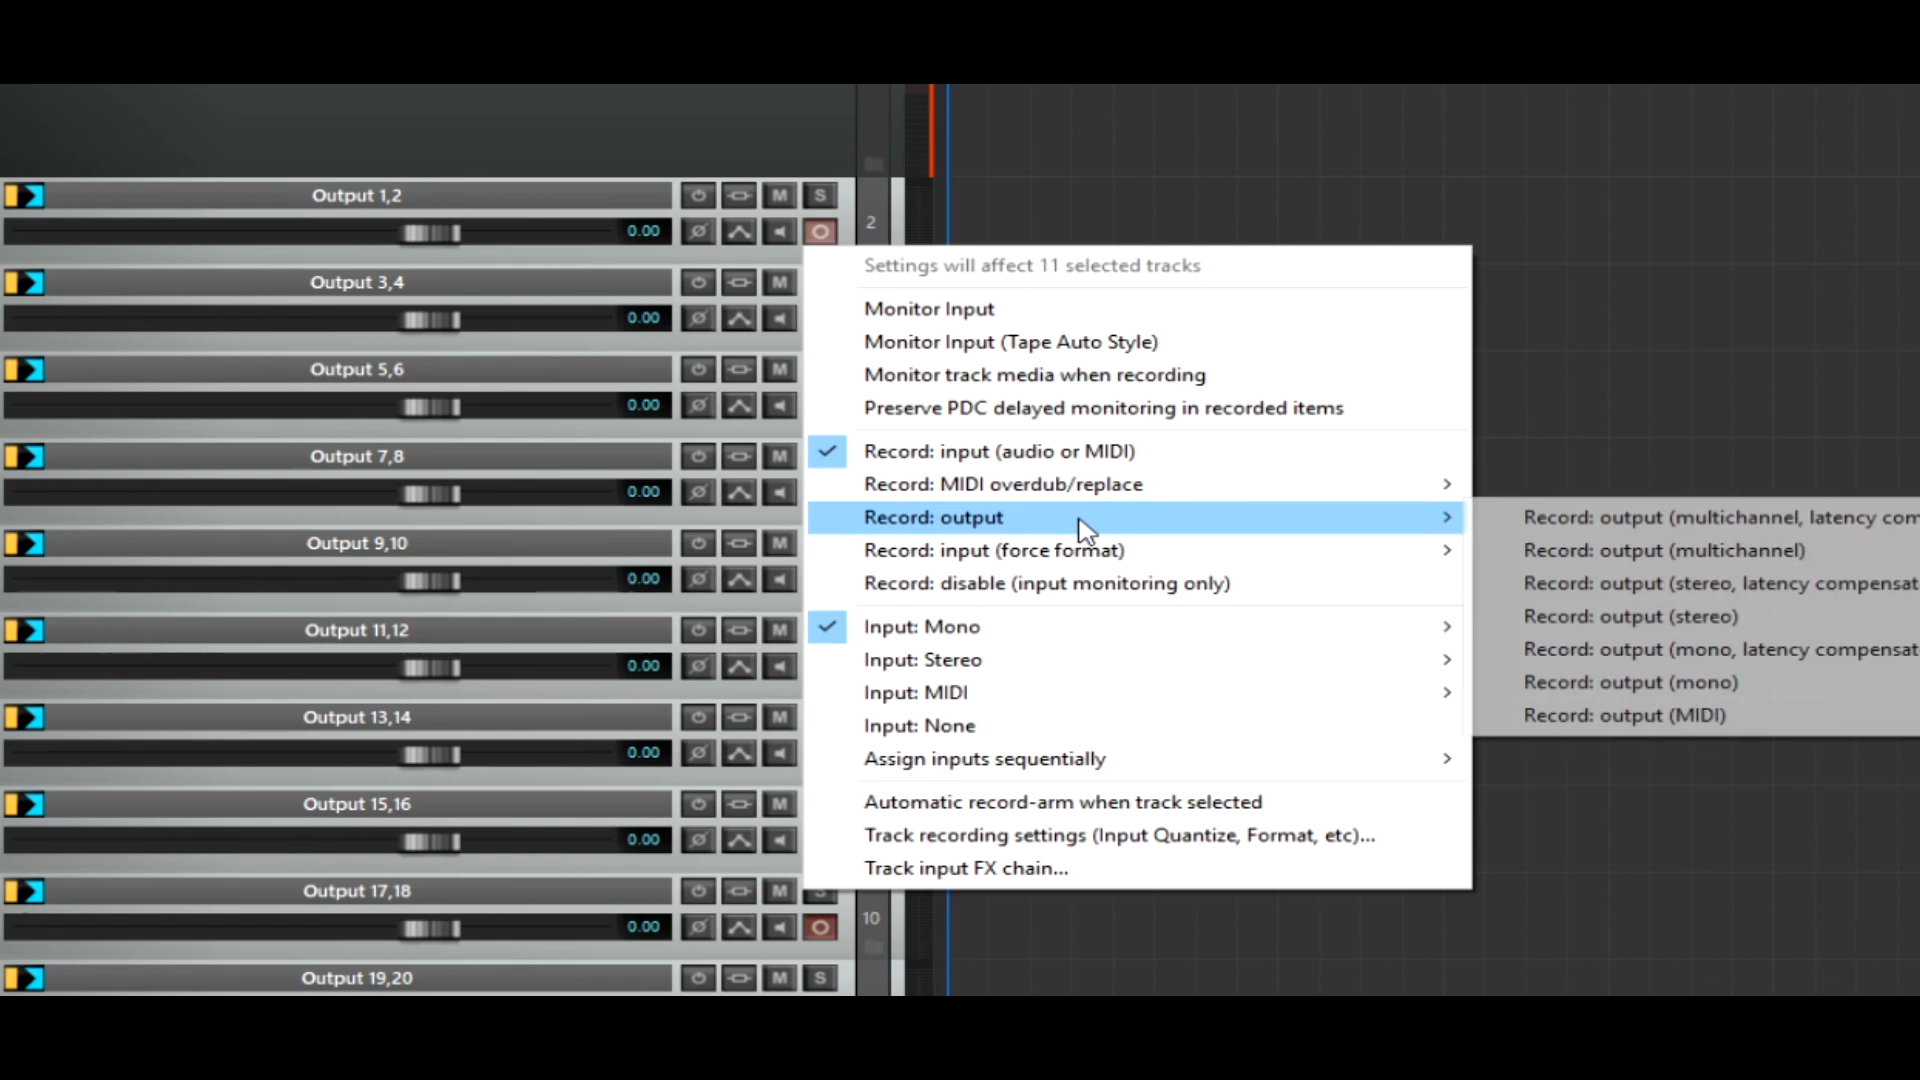 Output 1,2
M
S
0.00
2
Output 3,4
M
0.00
Output 5,6
M
0.00
Output 7,8
M
0.00
Output 9,10
M
0.00
Output 11,12
M
0.00
Output 13,14
M
0.00
Output 15,16
M
0.00
Output 17,18
M
S
0.00
10
Output 19,20
M
S
Settings will affect 11 selected tracks
Monitor Input
Monitor Input (Tape Auto Style)
Monitor track media when recording
Preserve PDC delayed monitoring in recorded items
Record: input (audio or MIDI)
Record: MIDI overdub/replace
Record: output
Record: input (force format)
Record: disable (input monitoring only)
Input: Mono
Input: Stereo
Input: MIDI
Input: None
Assign inputs sequentially
Automatic record-arm when track selected
Track recording settings (Input Quantize, Format, etc)...
Track input FX chain...
Record: output (multichannel, latency com
Record: output (multichannel)
Record: output (stereo, latency compensat
Record: output (stereo)
Record: output (mono, latency compensat
Record: output (mono)
Record: output (MIDI)